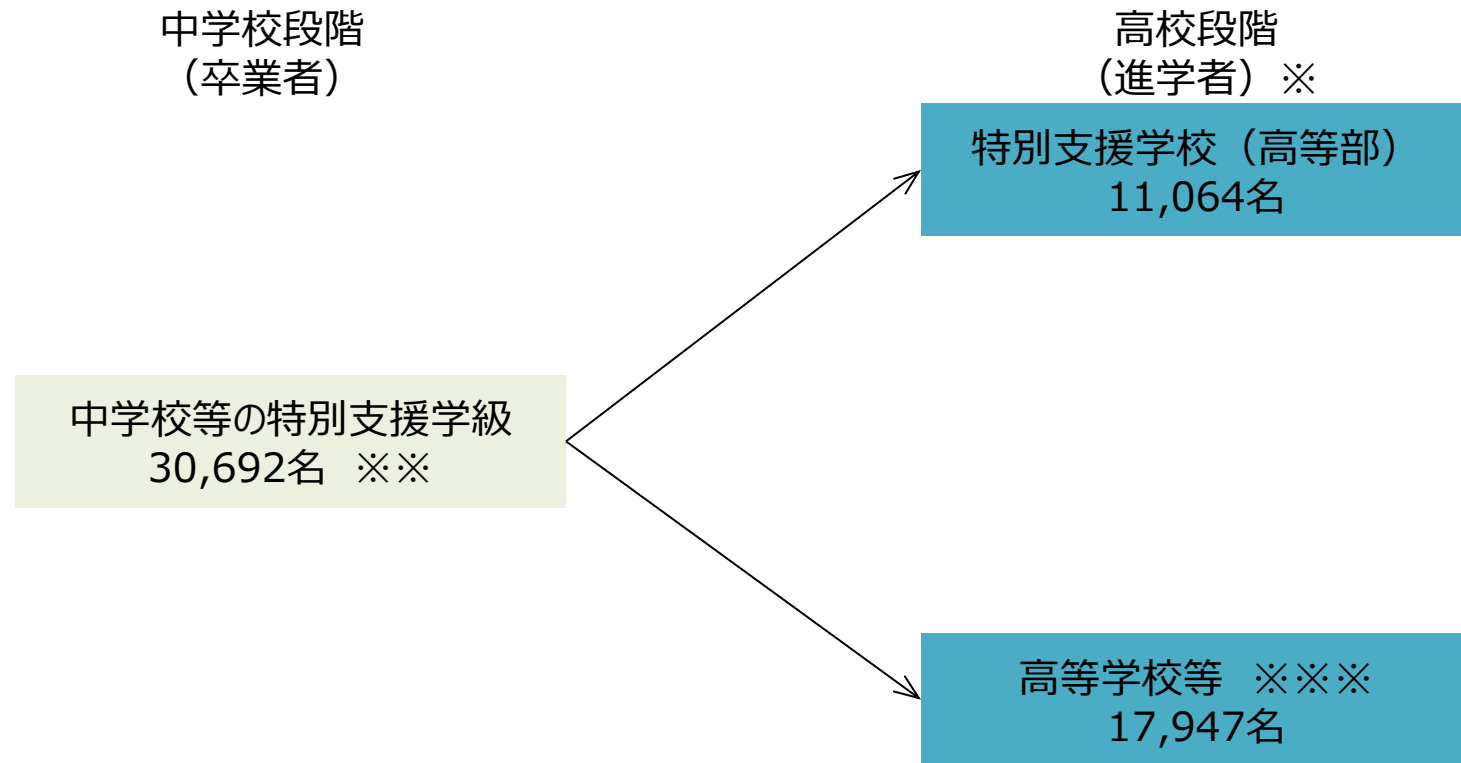 中学校段階
（卒業者）
高校段階
（進学者）※
特別支援学校（高等部）
11,064名
中学校等の特別支援学級
30,692名 ※※
高等学校等 ※※※
17,947名